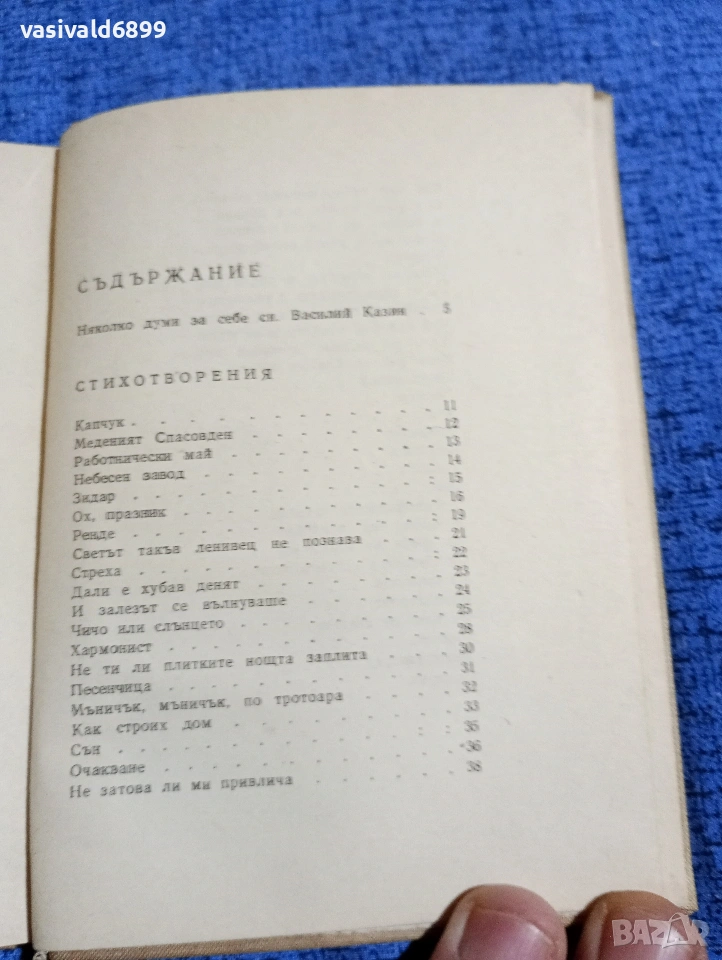 vasivald6899
СЪДЪРЖАНИЕ
Няколко думи за себе си. Василий Казин . 5
СТИХОТВОРЕНИЯ
Капчук . . . . . . . . . . . 11
Меденият Спасовден . . . . . . . 12
Работнически май . . . . . . . . 13
Небесен завод . . . . . . . . . 14
Зидар . . . . . . . . . . . 15
Ох, празник . . . . . . . . . . 16
Ренде . . . . . . . . . . . 19
Светът такъв ленивец не познава . . . . 21
Стреха . . . . . . . . . . . 22
Дали е хубав денят . . . . . . . 23
И залезът се вълнуваше . . . . . . 24
Чичо или слънцето . . . . . . . . 25
Хармонист . . . . . . . . . . 28
Не ти ли плитките нощта заплита . . . . 30
Песенчица . . . . . . . . . . 31
Мъничък, мъничък, по тротоара . . . . 32
Как строих дом . . . . . . . . . 33
Сън . . . . . . . . . . . . 35
Очакване . . . . . . . . . . 36
Не затова ли ми привлича . . . . . . 38
BAZAR